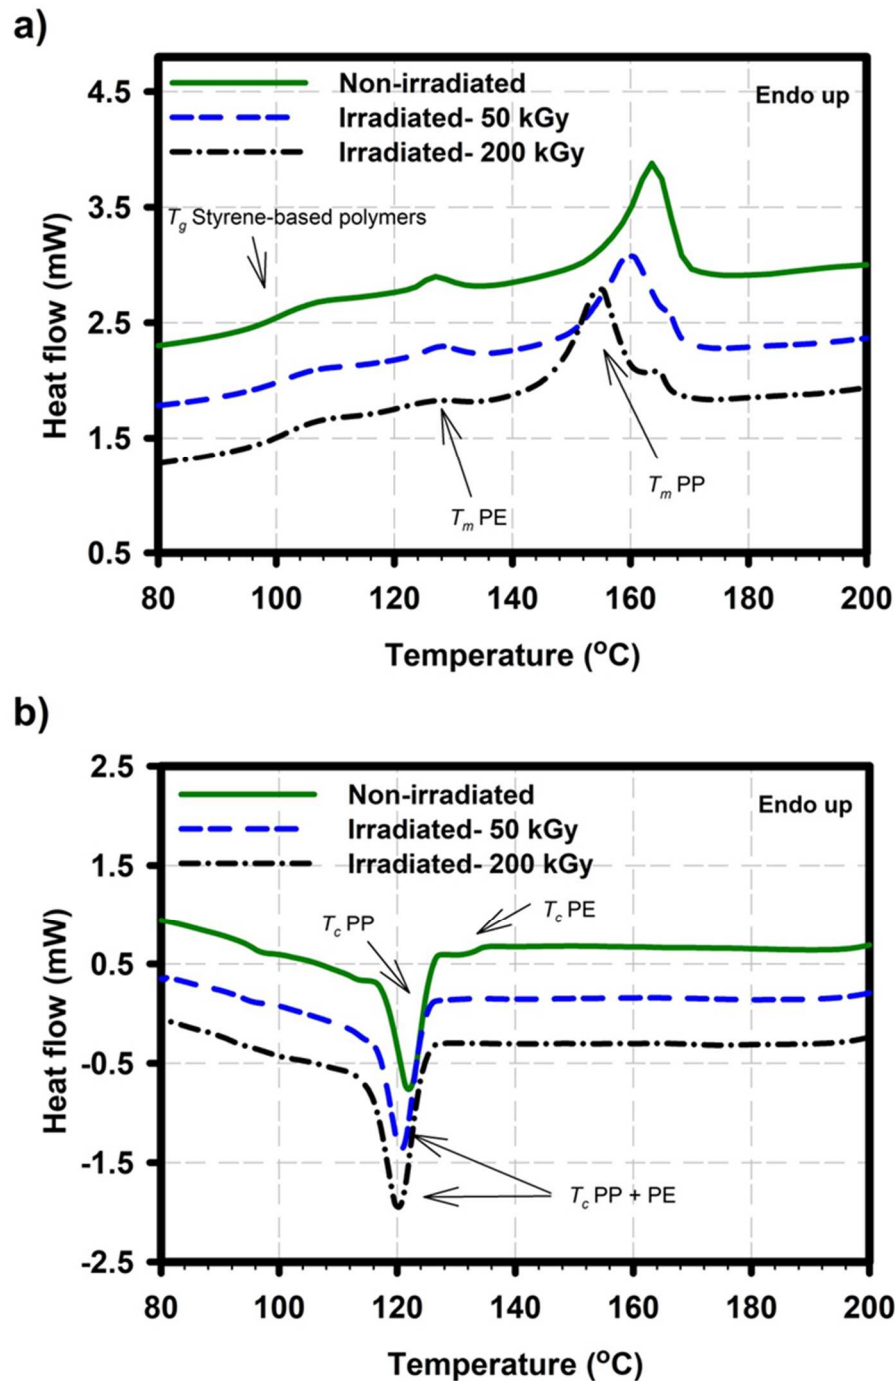 a)
4.5
3.5
2.5
1.5
0.5
Heat flow (mW)
Non-irradiated
Irradiated- 50 kGy
Irradiated- 200 kGy
Endo up
Tg Styrene-based polymers
Tm PE
Tm PP
80 100 120 140 160 180 200
Temperature (oC)
b)
2.5
1.5
0.5
-0.5
-1.5
-2.5
Heat flow (mW)
Non-irradiated
Irradiated- 50 kGy
Irradiated- 200 kGy
Endo up
Tc PP
Tc PE
Tc PP + PE
80 100 120 140 160 180 200
Temperature (oC)